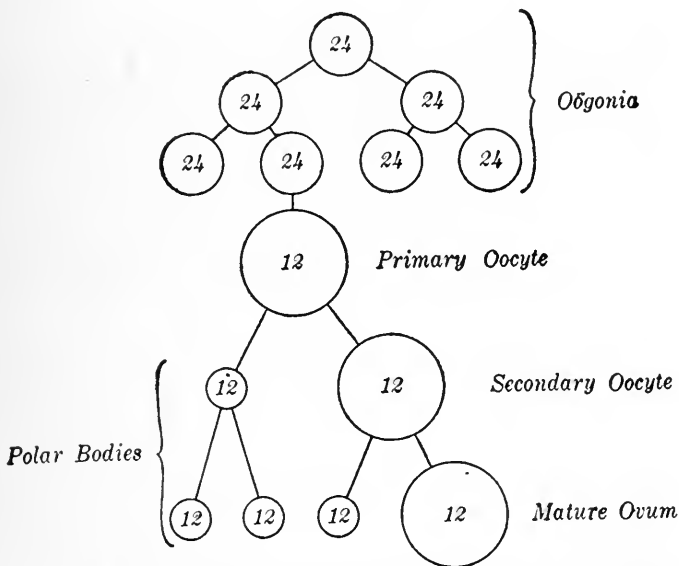 24
24 24 Oögonia
24 24 24 24
12 Primary Oocyte
12 12 Secondary Oocyte
Polar Bodies
12 12 12 12 Mature Ovum